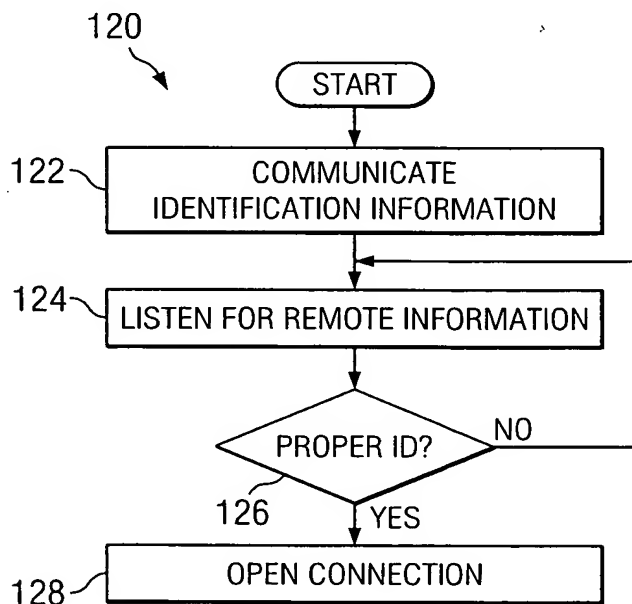 120
START
122
COMMUNICATE
IDENTIFICATION INFORMATION
124
LISTEN FOR REMOTE INFORMATION
PROPER ID?
NO
126
YES
128
OPEN CONNECTION